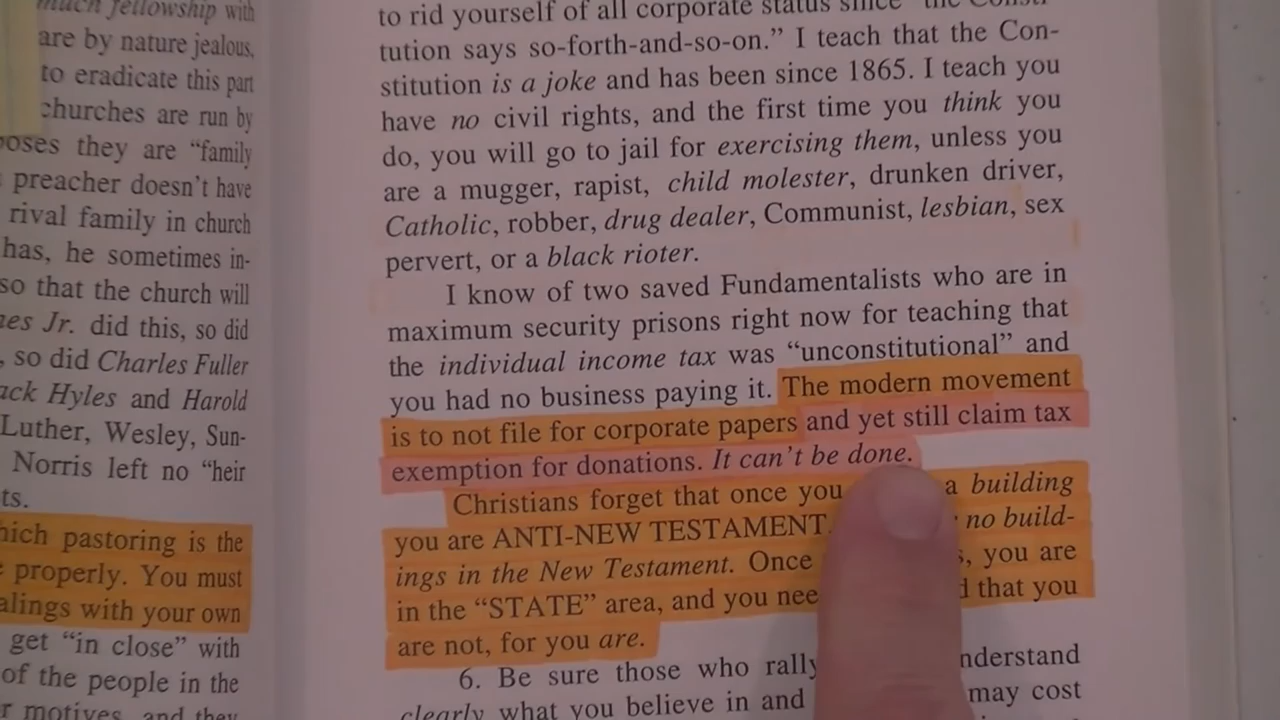 much fellowship with
are by nature jealous,
to eradicate this part
churches are run by
poses they are “family
preacher doesn’t have
rival family in church
has, he sometimes in-
so that the church will
nes Jr. did this, so did
, so did Charles Fuller
ack Hyles and Harold
Luther, Wesley, Sun-
Norris left no “heir
ts.
hich pastoring is the
properly. You must
alings with your own
get “in close” with
of the people in the
r motives, and they
to rid yourself of all corporate status since “the Consti-
tution says so-forth-and-so-on.” I teach that the Con-
stitution is a joke and has been since 1865. I teach you
have no civil rights, and the first time you think you
do, you will go to jail for exercising them, unless you
are a mugger, rapist, child molester, drunken driver,
Catholic, robber, drug dealer, Communist, lesbian, sex
pervert, or a black rioter.
I know of two saved Fundamentalists who are in
maximum security prisons right now for teaching that
the individual income tax was “unconstitutional” and
you had no business paying it. The modern movement
is to not file for corporate papers and yet still claim tax
exemption for donations. It can’t be done.
Christians forget that once you a building
you are ANTI-NEW TESTAMENT. no build-
ings in the New Testament. Once s, you are
in the “STATE” area, and you nee d that you
are not, for you are.
6. Be sure those who rally nderstand
clearly what you believe in and may cost